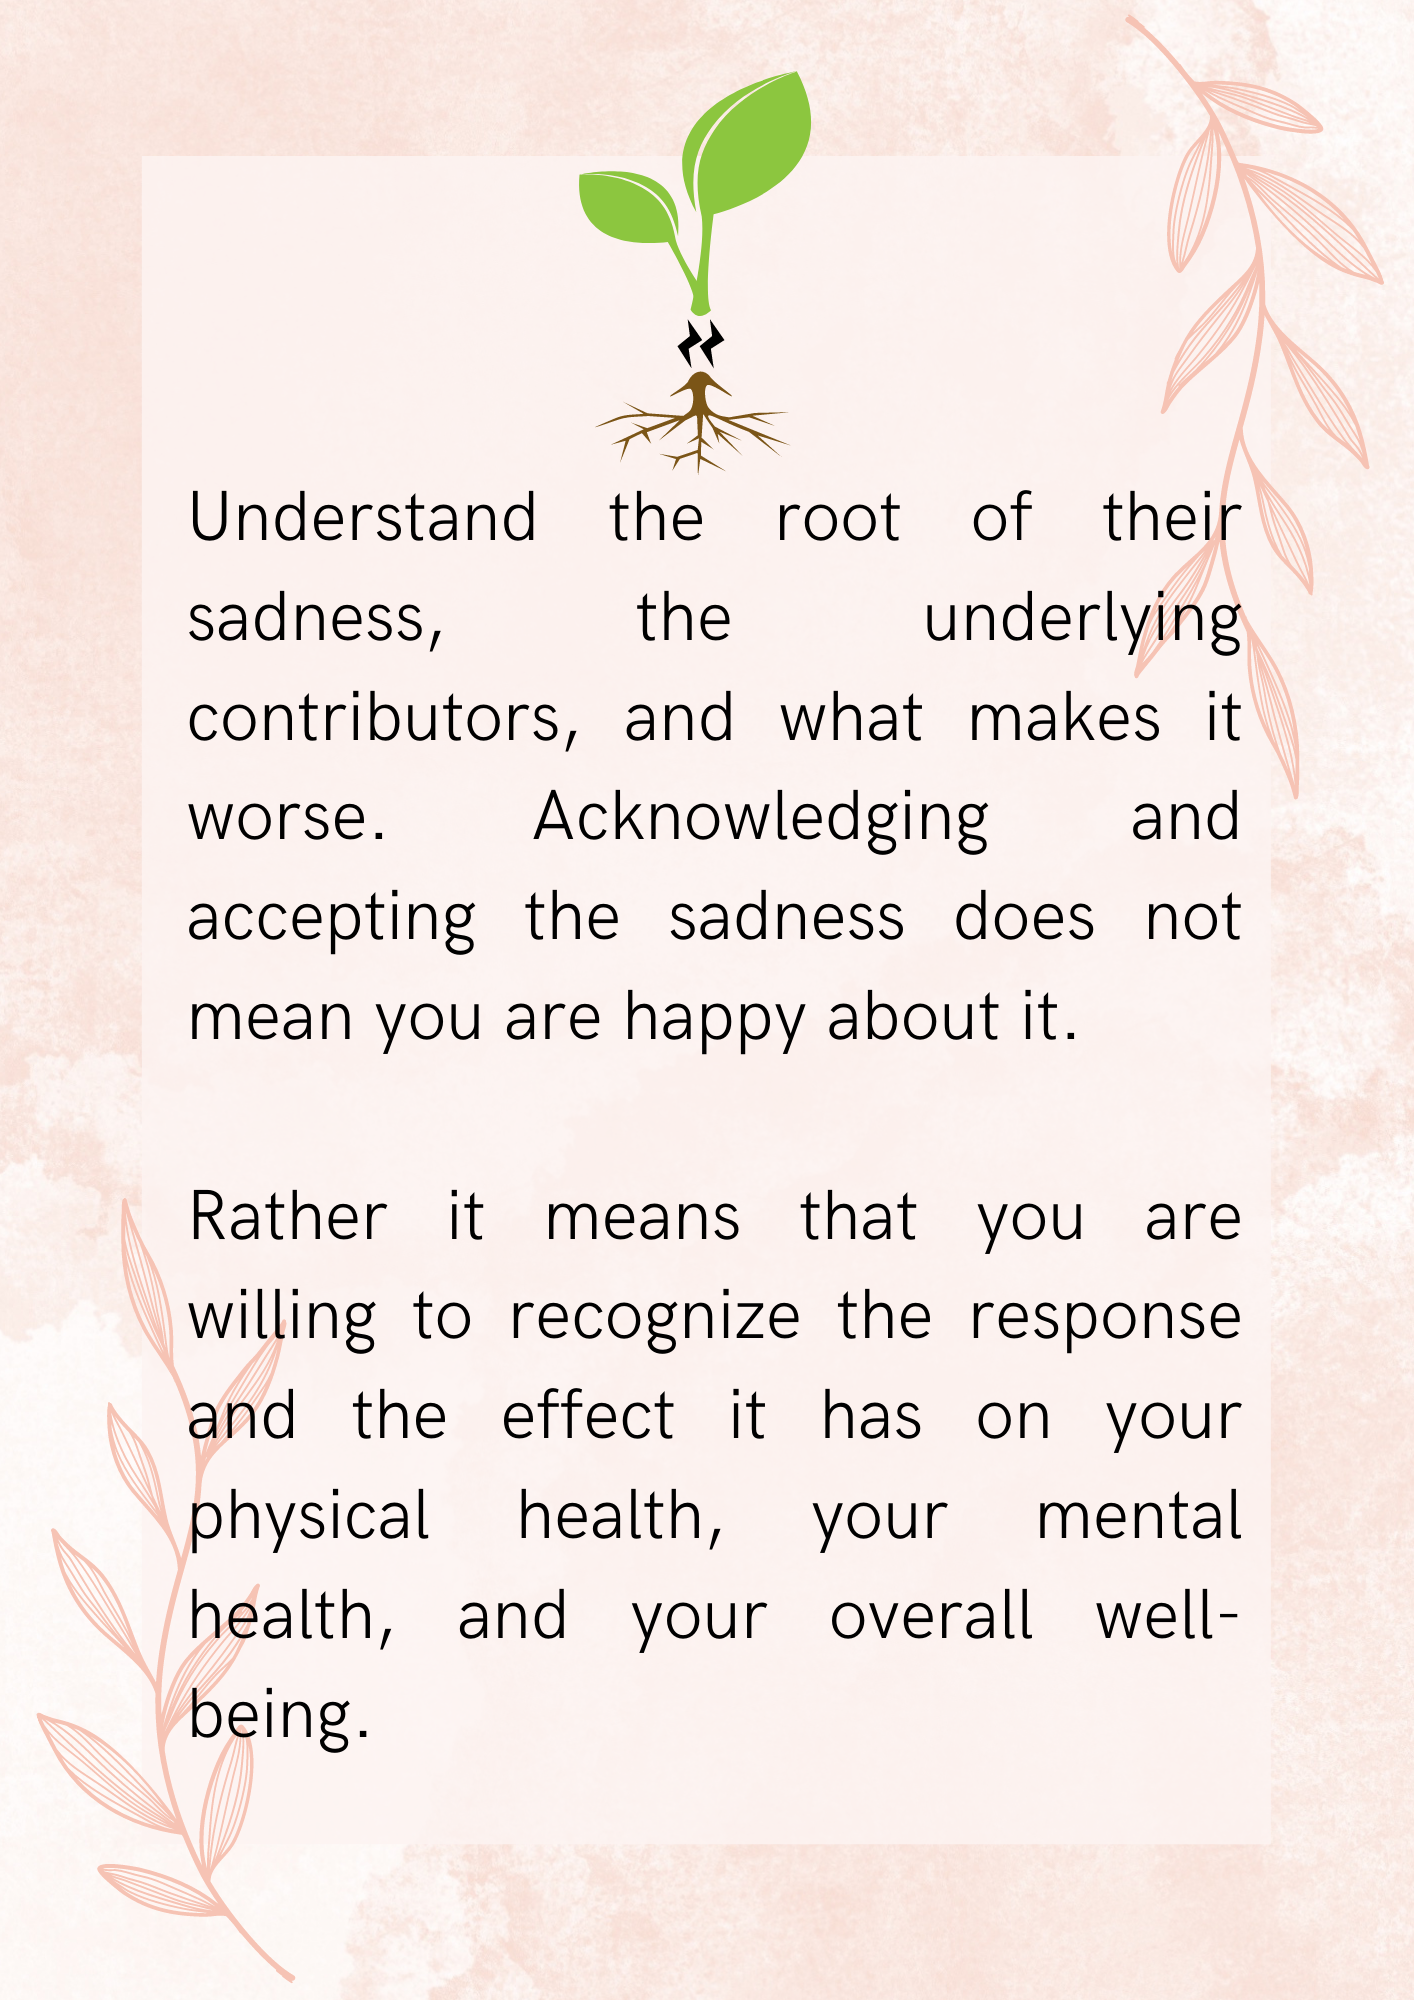 Understand the root of their
sadness, the underlying
contributors, and what makes it
worse. Acknowledging and
accepting the sadness does not
mean you are happy about it.
Rather it means that you are
willing to recognize the response
and the effect it has on your
physical health, your mental
health, and your overall well-
being.